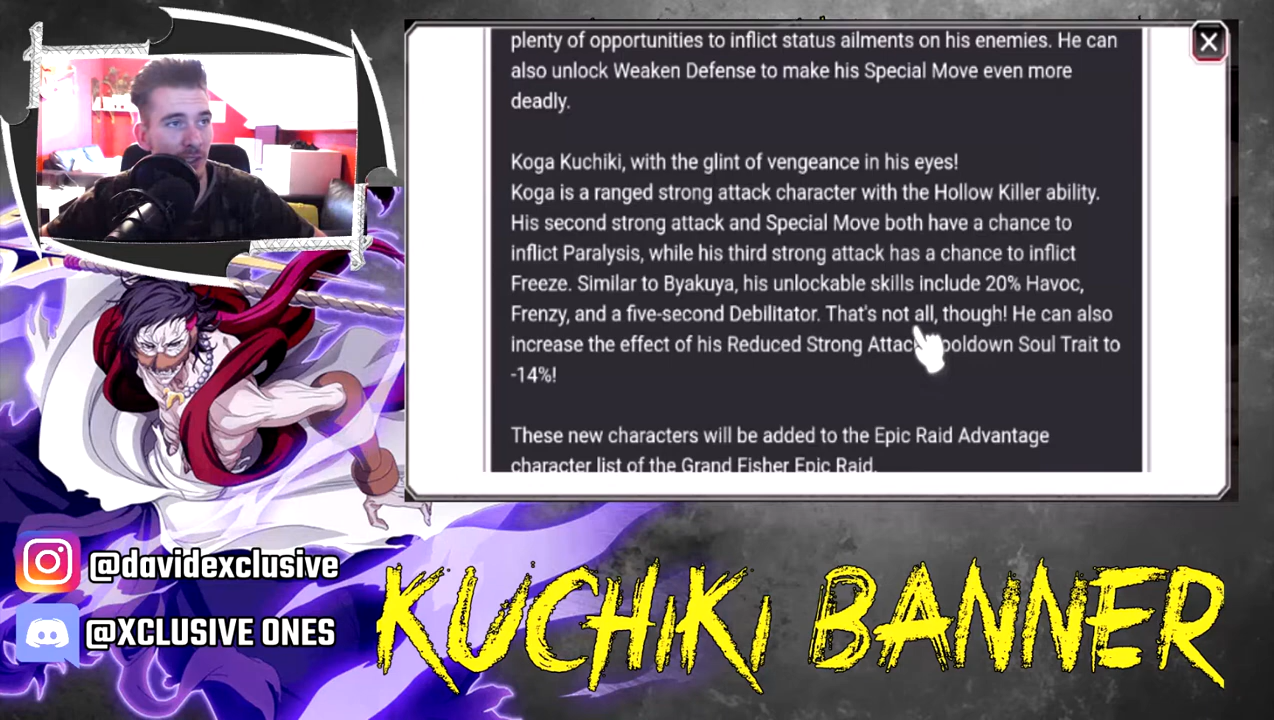 plenty of opportunities to inflict status ailments on his enemies. He can
also unlock Weaken Defense to make his Special Move even more
deadly.
Koga Kuchiki, with the glint of vengeance in his eyes!
Koga is a ranged strong attack character with the Hollow Killer ability.
His second strong attack and Special Move both have a chance to
inflict Paralysis, while his third strong attack has a chance to inflict
Freeze. Similar to Byakuya, his unlockable skills include 20% Havoc,
Frenzy, and a five-second Debilitator. That's not all, though! He can also
increase the effect of his Reduced Strong Attack Cooldown Soul Trait to
-14%!
These new characters will be added to the Epic Raid Advantage
character list of the Grand Fisher Epic Raid.
@davidexclusive
@XCLUSIVE ONES
KUCHIKI BANNER